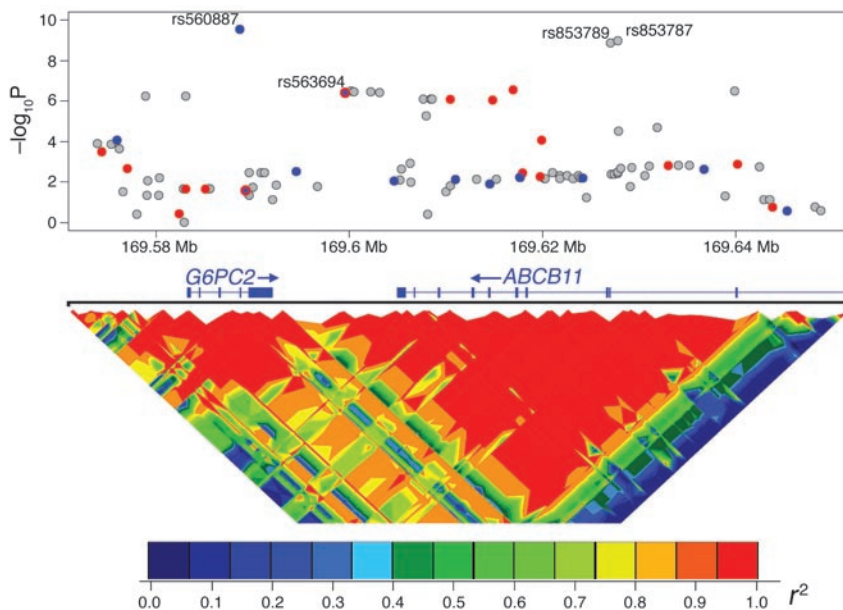 10
8
6
4
2
0
–log10P
rs560887
rs853789
rs853787
rs563694
169.58 Mb
169.6 Mb
169.62 Mb
169.64 Mb
G6PC2
ABCB11
0.0 0.1 0.2 0.3 0.4 0.5 0.6 0.7 0.8 0.9 1.0
r²